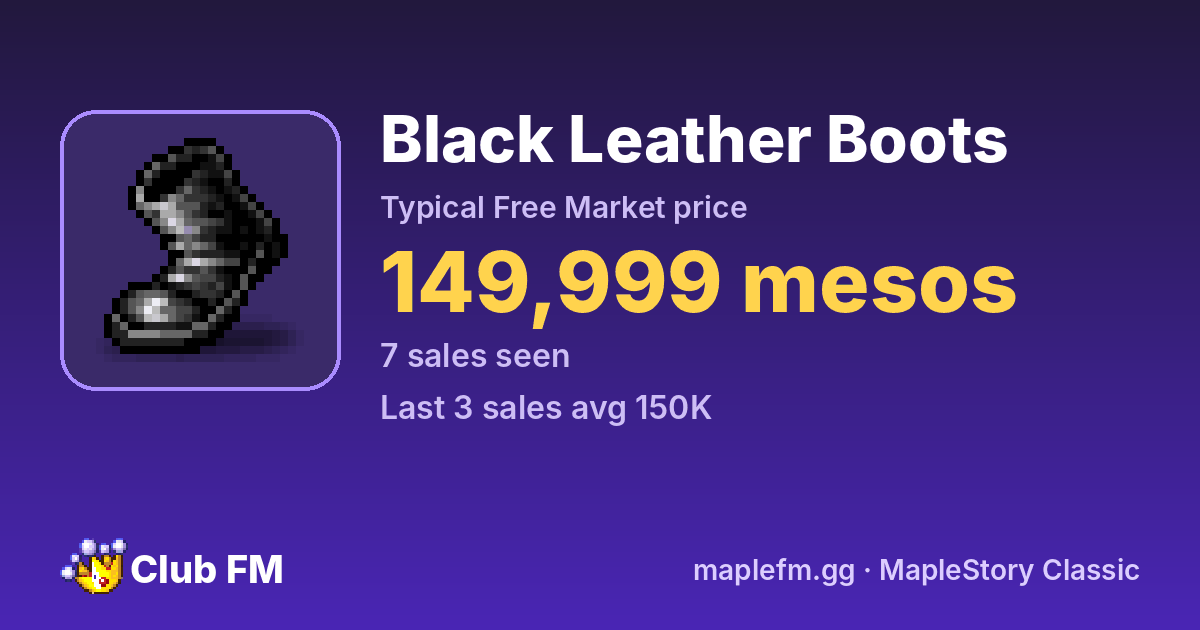 Black Leather Boots
Typical Free Market price
149,999 mesos
7 sales seen
Last 3 sales avg 150K
Club FM
maplefm.gg · MapleStory Classic